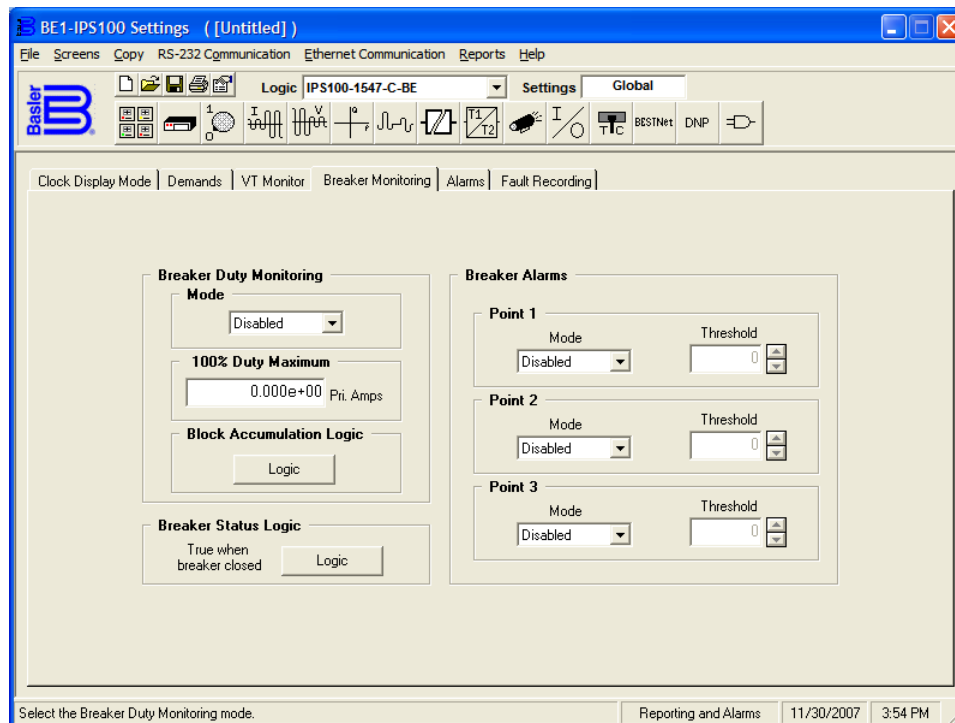 BE1-IPS100 Settings ( [Untitled] )
File Screens Copy RS-232 Communication Ethernet Communication Reports Help
Basler
Logic IPS100-1547-C-BE Settings Global
1 0 I V T1 T2 I O T C BESTNet DNP
Clock Display Mode Demands VT Monitor Breaker Monitoring Alarms Fault Recording
Breaker Duty Monitoring
Mode
Disabled
100% Duty Maximum
0.000e+00 Pri. Amps
Block Accumulation Logic
Logic
Breaker Status Logic
True when
breaker closed
Logic
Breaker Alarms
Point 1
Mode Threshold
Disabled 0
Point 2
Mode Threshold
Disabled 0
Point 3
Mode Threshold
Disabled 0
Select the Breaker Duty Monitoring mode. Reporting and Alarms 11/30/2007 3:54 PM